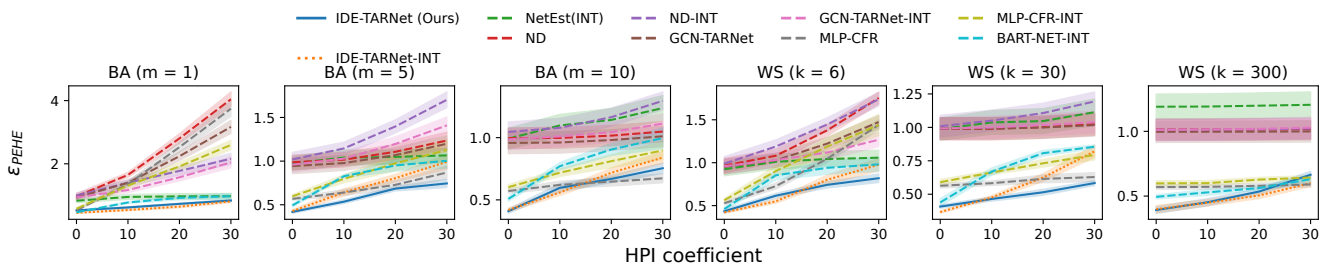 IDE-TARNet (Ours) NetEst(INT) ND-INT GCN-TARNet-INT MLP-CFR-INT
IDE-TARNet-INT ND GCN-TARNet MLP-CFR BART-NET-INT
BA (m = 1) BA (m = 5) BA (m = 10) WS (k = 6) WS (k = 30) WS (k = 300)
εPEHE
4
2
0 10 20 30
1.5
1.0
0.5
0 10 20 30
1.0
0.5
0 10 20 30
1.5
1.0
0.5
0 10 20 30
1.25
1.00
0.75
0.50
0 10 20 30
1.0
0.5
0 10 20 30
HPI coefficient